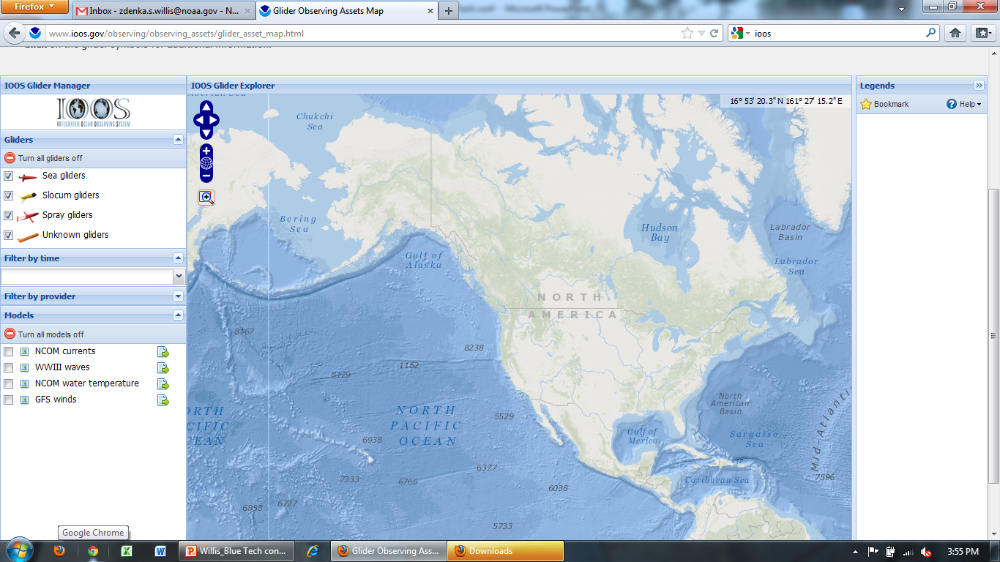 Firefox
Inbox - zdenka.s.willis@noaa.gov - N...
Glider Observing Assets Map
www.ioos.gov/observing/observing_assets/glider_asset_map.html
ioos
IOOS Glider Manager
IOOS Glider Explorer
Legends
IOOS
INTEGRATED OCEAN OBSERVING SYSTEM
16° 53' 20.3" N 161° 27' 15.2" E
Bookmark
Help
Gliders
Turn all gliders off
Sea gliders
Slocum gliders
Spray gliders
Unknown gliders
Filter by time
Filter by provider
Models
Turn all models off
NCOM currents
WWIII waves
NCOM water temperature
GFS winds
Chukchi
Sea
Bering
Sea
Gulf of
Alaska
Hudson
Bay
Labrador
Basin
Labrador
Sea
NORTH
AMERICA
8167
8238
1152
8129
NORTH
PACIFIC
OCEAN
5529
6938
6377
7333
6766
6038
6727
5733
North
American
Basin
Sargasso
Sea
Gulf of
Mexico
Caribbean Sea
Mid-Atlantic
7596
Google Chrome
Willis_Blue Tech con...
Glider Observing Ass...
Downloads
3:55 PM